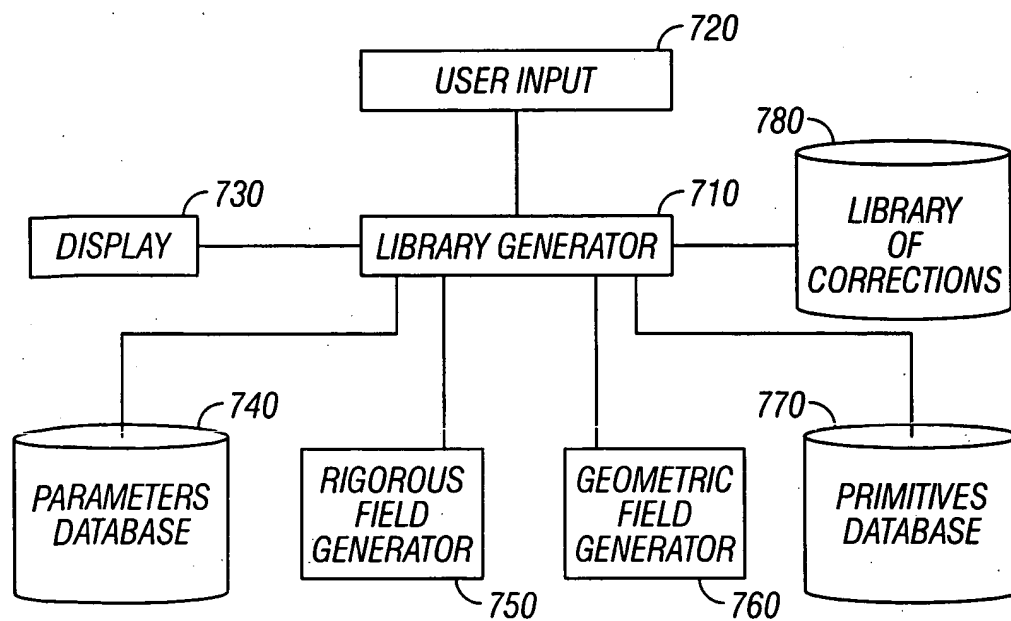 720
USER INPUT
780
730
710
LIBRARY
OF
CORRECTIONS
DISPLAY
LIBRARY GENERATOR
740
770
PARAMETERS
DATABASE
RIGOROUS
FIELD
GENERATOR
GEOMETRIC
FIELD
GENERATOR
PRIMITIVES
DATABASE
750
760